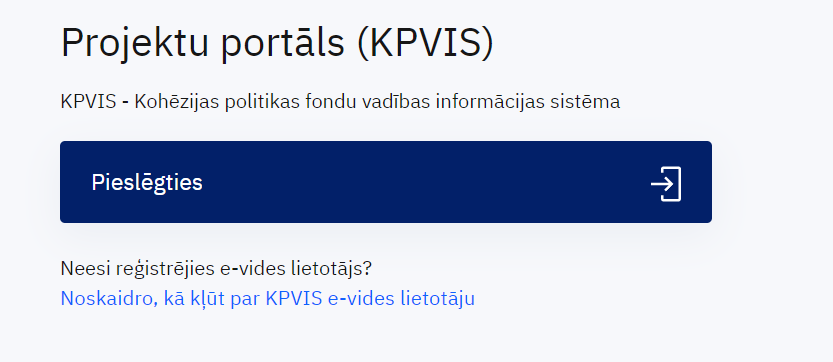 Projektu portāls (KPVIS)
KPVIS - Kohēzijas politikas fondu vadības informācijas sistēma
Pieslēgties
Neesi reģistrējies e-vides lietotājs?
Noskaidro, kā kļūt par KPVIS e-vides lietotāju